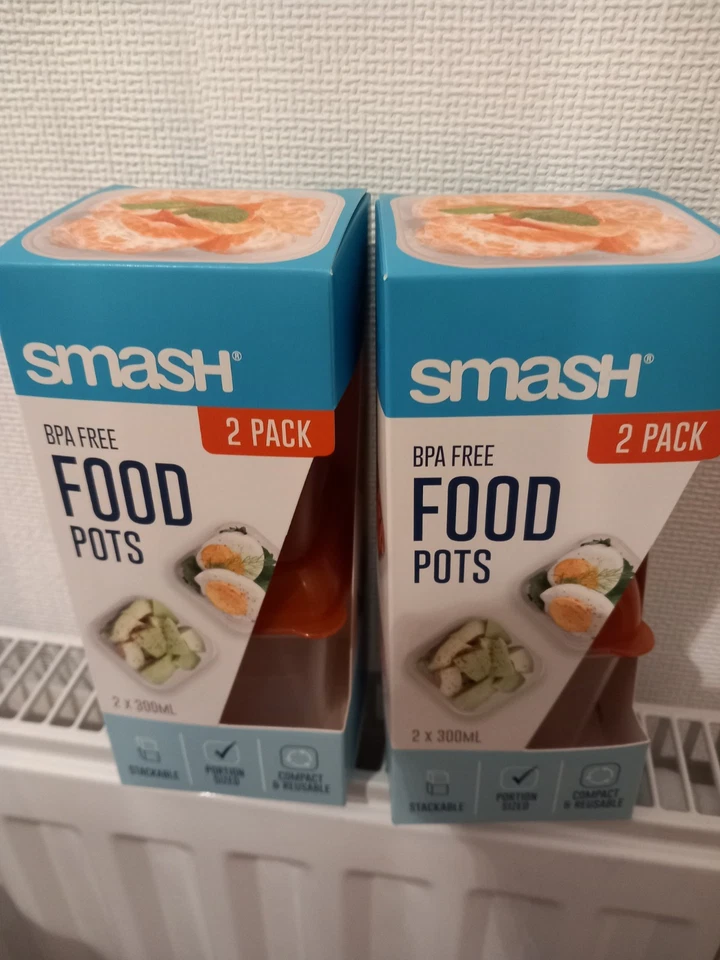 smasH®
2 PACK
BPA FREE
FOOD
POTS
2 x 300ML
STACKABLE
PORTION
SIZED
COMPACT
& REUSABLE
smasH®
2 PACK
BPA FREE
FOOD
POTS
2 x 300ML
STACKABLE
PORTION
SIZED
COMPACT
& REUSABLE